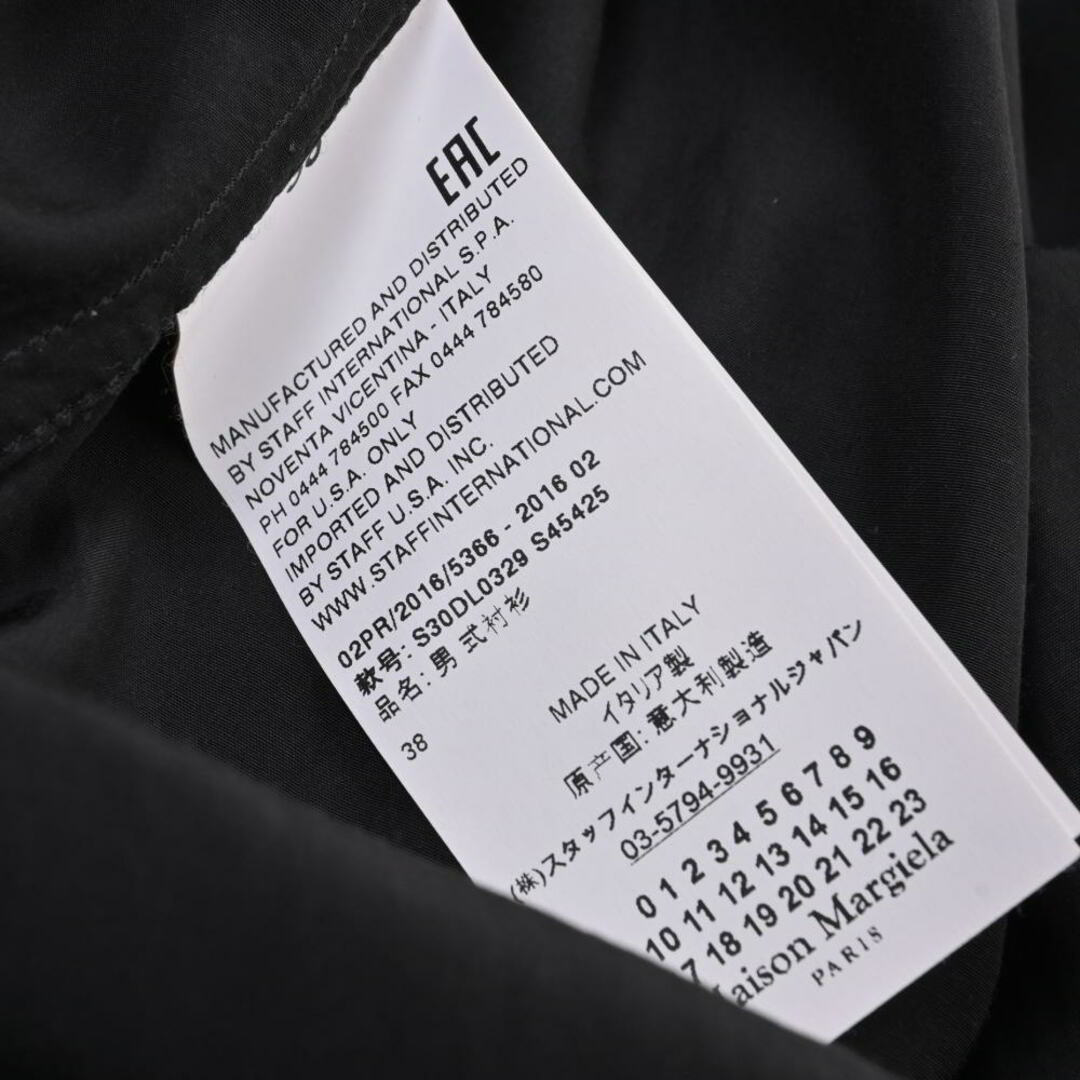 EAC
MANUFACTURED AND DISTRIBUTED
BY STAFF INTERNATIONAL S.P.A.
NOVENTA VICENTINA - ITALY
PH 0444 784500 FAX 0444 784580
FOR U.S.A. ONLY
IMPORTED AND DISTRIBUTED
BY STAFF U.S.A. INC.
WWW.STAFFINTERNATIONAL.COM
02PR/2016/5366 - 2016 02
款号: S30DL0329 S45425
品名: 男式衬衫
38
MADE IN ITALY
イタリア製
原产国: 意大利製造
(株)スタッフインターナショナルジャパン
03-5794-9931
0 1 2 3 4 5 6 7 8 9
10 11 12 13 14 15 16
18 19 20 21 22 23
Margiela
PARIS